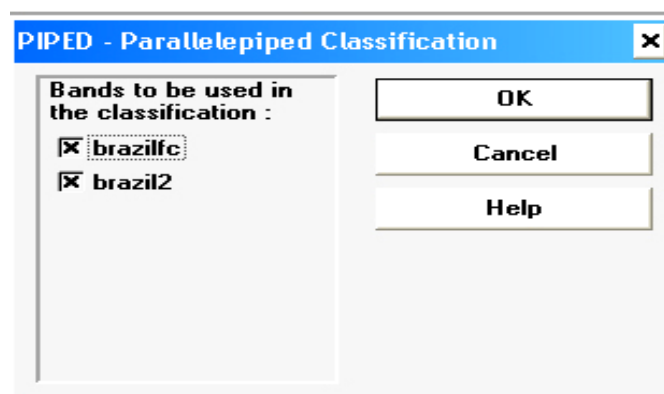 PIPED - Parallelepiped Classification
Bands to be used in
the classification :
brazilfc
brazil2
OK
Cancel
Help